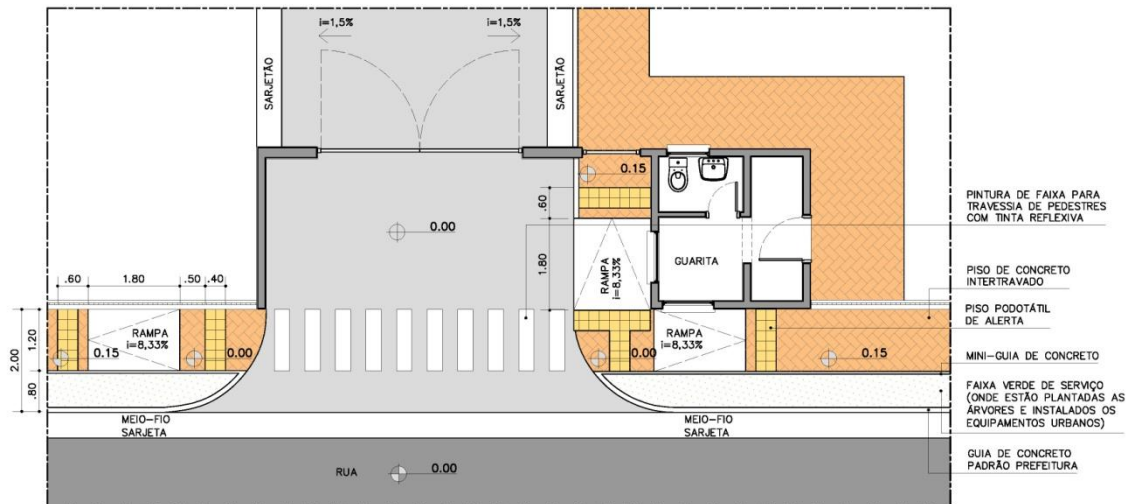 i=1,5%
i=1,5%
SARJETÃO
SARJETÃO
0.15
.60
0.00
1.80
RAMPA
i=8,33%
GUARITA
PINTURA DE FAIXA PARA
TRAVESSIA DE PEDESTRES
COM TINTA REFLEXIVA
PISO DE CONCRETO
INTERTRAVADO
PISO PODOTÁTIL
DE ALERTA
MINI-GUIA DE CONCRETO
FAIXA VERDE DE SERVIÇO
(ONDE ESTÃO PLANTADAS AS
ÁRVORES E INSTALADOS OS
EQUIPAMENTOS URBANOS)
GUIA DE CONCRETO
PADRÃO PREFEITURA
.60
1.80
.50
.40
2.00
1.20
.80
RAMPA
i=8,33%
0.15
0.00
0.00
RAMPA
i=8,33%
0.15
MEIO-FIO
SARJETA
MEIO-FIO
SARJETA
RUA
0.00